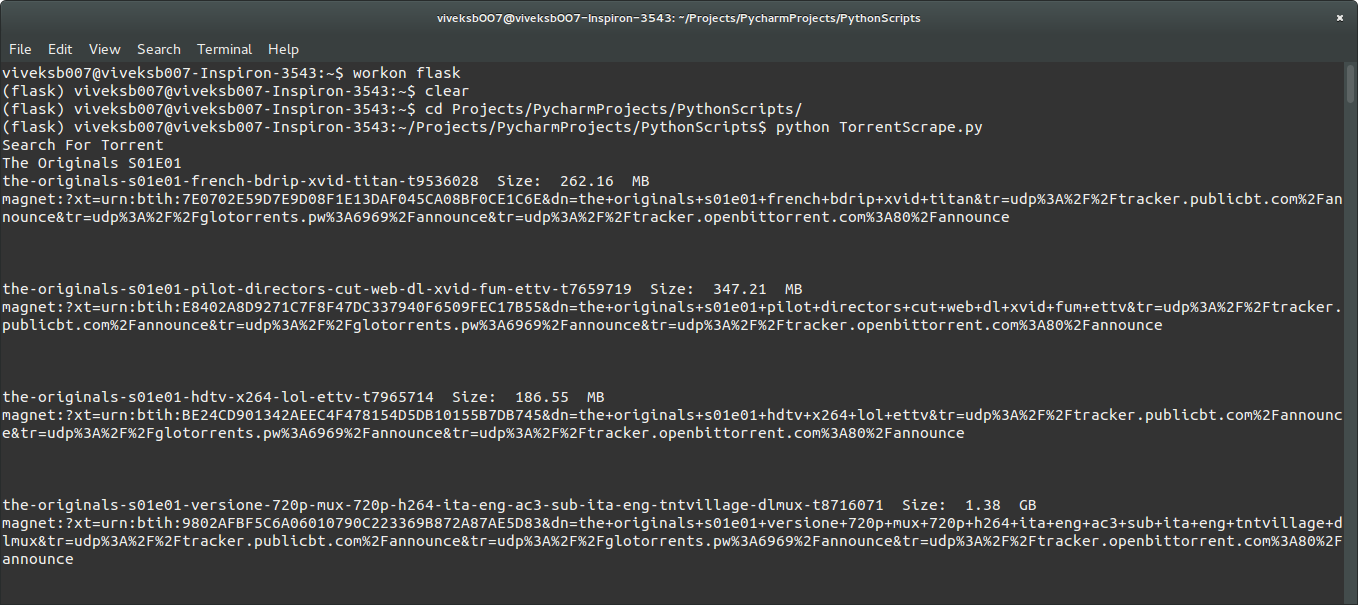 viveksb007@viveksb007-Inspiron-3543: ~/Projects/PycharmProjects/PythonScripts
File Edit View Search Terminal Help
viveksb007@viveksb007-Inspiron-3543:~$ workon flask
(flask) viveksb007@viveksb007-Inspiron-3543:~$ clear
(flask) viveksb007@viveksb007-Inspiron-3543:~$ cd Projects/PycharmProjects/PythonScripts/
(flask) viveksb007@viveksb007-Inspiron-3543:~/Projects/PycharmProjects/PythonScripts$ python TorrentScrape.py
Search For Torrent
The Originals S01E01
the-originals-s01e01-french-bdrip-xvid-titan-t9536028  Size:  262.16  MB
magnet:?xt=urn:btih:7E0702E59D7E9D08F1E13DAF045CA08BF0CE1C6E&dn=the+originals+s01e01+french+bdrip+xvid+titan&tr=udp%3A%2F%2Ftracker.publicbt.com%2Fan
nounce&tr=udp%3A%2F%2Fglotorrents.pw%3A6969%2Fannounce&tr=udp%3A%2F%2Ftracker.openbittorrent.com%3A80%2Fannounce
the-originals-s01e01-pilot-directors-cut-web-dl-xvid-fum-ettv-t7659719  Size:  347.21  MB
magnet:?xt=urn:btih:E8402A8D9271C7F8F47DC337940F6509FEC17B55&dn=the+originals+s01e01+pilot+directors+cut+web+dl+xvid+fum+ettv&tr=udp%3A%2F%2Ftracker.
publicbt.com%2Fannounce&tr=udp%3A%2F%2Fglotorrents.pw%3A6969%2Fannounce&tr=udp%3A%2F%2Ftracker.openbittorrent.com%3A80%2Fannounce
the-originals-s01e01-hdtv-x264-lol-ettv-t7965714  Size:  186.55  MB
magnet:?xt=urn:btih:BE24CD901342AEEC4F478154D5DB10155B7DB745&dn=the+originals+s01e01+hdtv+x264+lol+ettv&tr=udp%3A%2F%2Ftracker.publicbt.com%2Fannounc
e&tr=udp%3A%2F%2Fglotorrents.pw%3A6969%2Fannounce&tr=udp%3A%2F%2Ftracker.openbittorrent.com%3A80%2Fannounce
the-originals-s01e01-versione-720p-mux-720p-h264-ita-eng-ac3-sub-ita-eng-tntvillage-dlmux-t8716071  Size:  1.38  GB
magnet:?xt=urn:btih:9802AFBF5C6A06010790C223369B872A87AE5D83&dn=the+originals+s01e01+versione+720p+mux+720p+h264+ita+eng+ac3+sub+ita+eng+tntvillage+d
lmux&tr=udp%3A%2F%2Ftracker.publicbt.com%2Fannounce&tr=udp%3A%2F%2Fglotorrents.pw%3A6969%2Fannounce&tr=udp%3A%2F%2Ftracker.openbittorrent.com%3A80%2F
announce